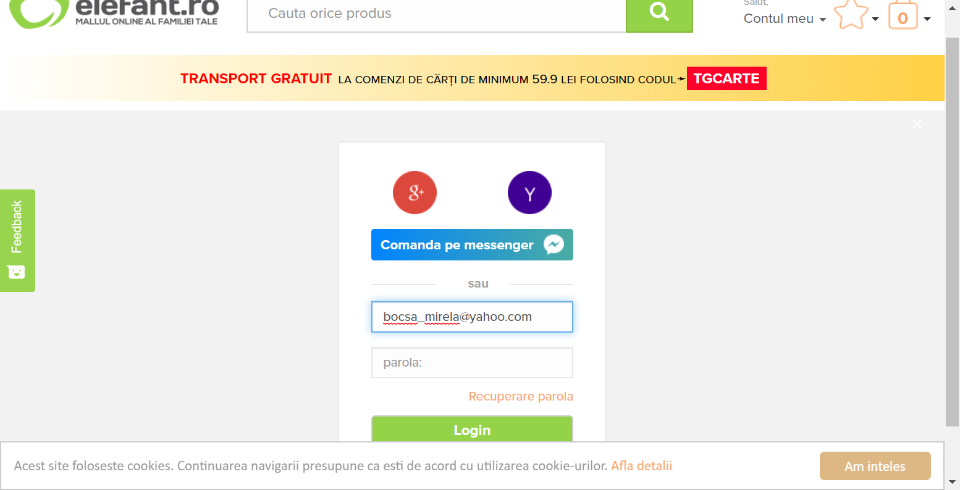 elefant.ro
MALLUL ONLINE AL FAMILIEI TALE
Cauta orice produs
Salut,
Contul meu
0
TRANSPORT GRATUIT LA COMENZI DE CĂRȚI DE MINIMUM 59.9 LEI FOLOSIND CODUL TGCARTE
Feedback
g+
Y
Comanda pe messenger
sau
bocsa_mirela@yahoo.com
parola:
Recuperare parola
Login
Acest site foloseste cookies. Continuarea navigarii presupune ca esti de acord cu utilizarea cookie-urilor. Afla detalii
Am inteles